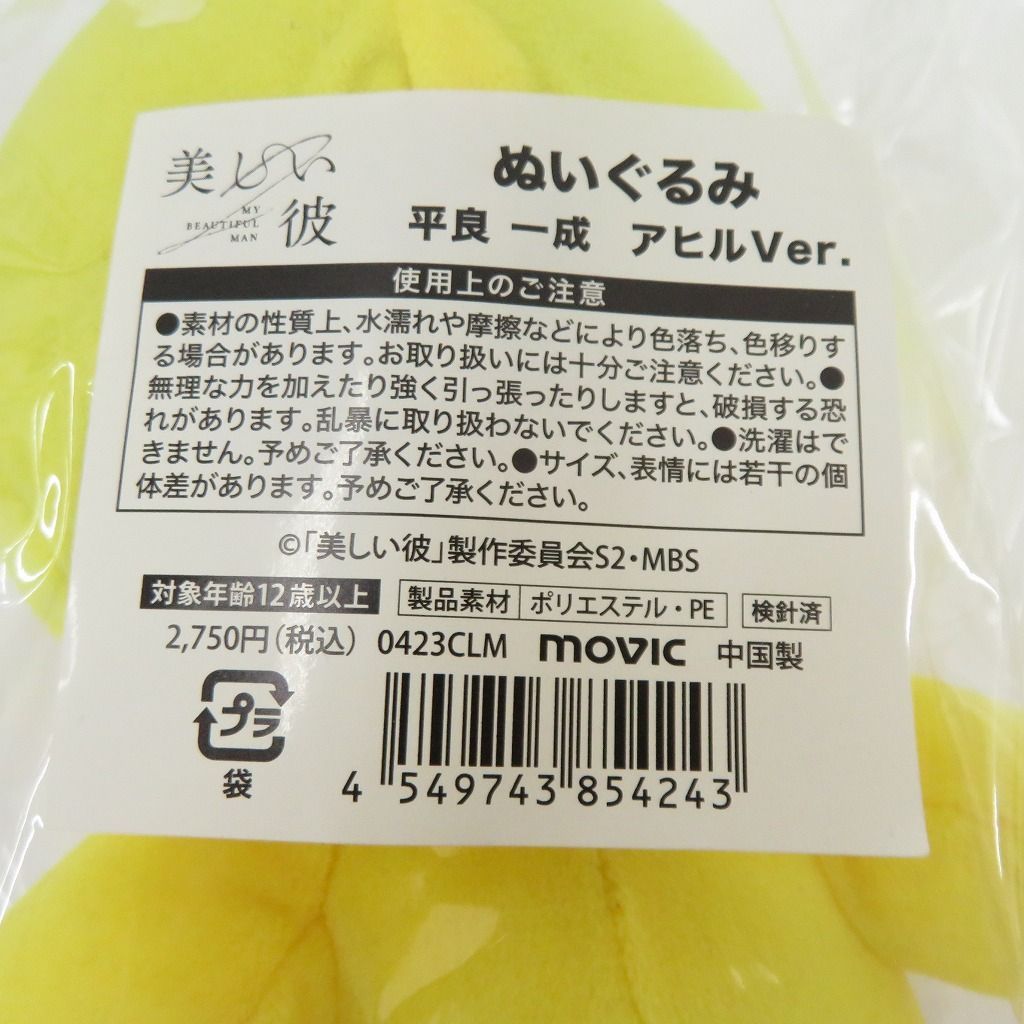 美しい彼
MY
BEAUTIFUL
MAN
ぬいぐるみ
平良 一成 アヒルVer.
使用上のご注意
●素材の性質上、水濡れや摩擦などにより色落ち、色移りす
る場合があります。お取り扱いには十分ご注意ください。●
無理な力を加えたり強く引っ張ったりしますと、破損する恐
れがあります。乱暴に取り扱わないでください。●洗濯はで
きません。予めご了承ください。●サイズ、表情には若干の個
体差があります。予めご了承ください。
©「美しい彼」製作委員会S2・MBS
対象年齢12歳以上 製品素材 ポリエステル・PE 検針済
2,750円(税込) 0423CLM movic 中国製
プラ
袋
4 549743 854243